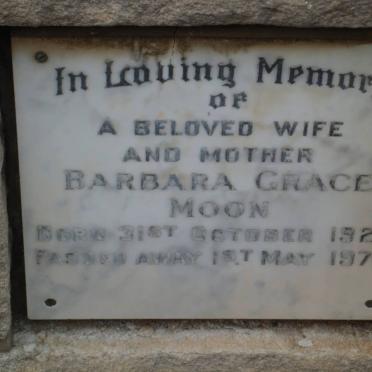 In Loving Memor
of
A BELOVED WIFE
AND MOTHER
BARBARA GRACE
MOON
BORN 31ST OCTOBER 192
PASSED AWAY 1ST MAY 197